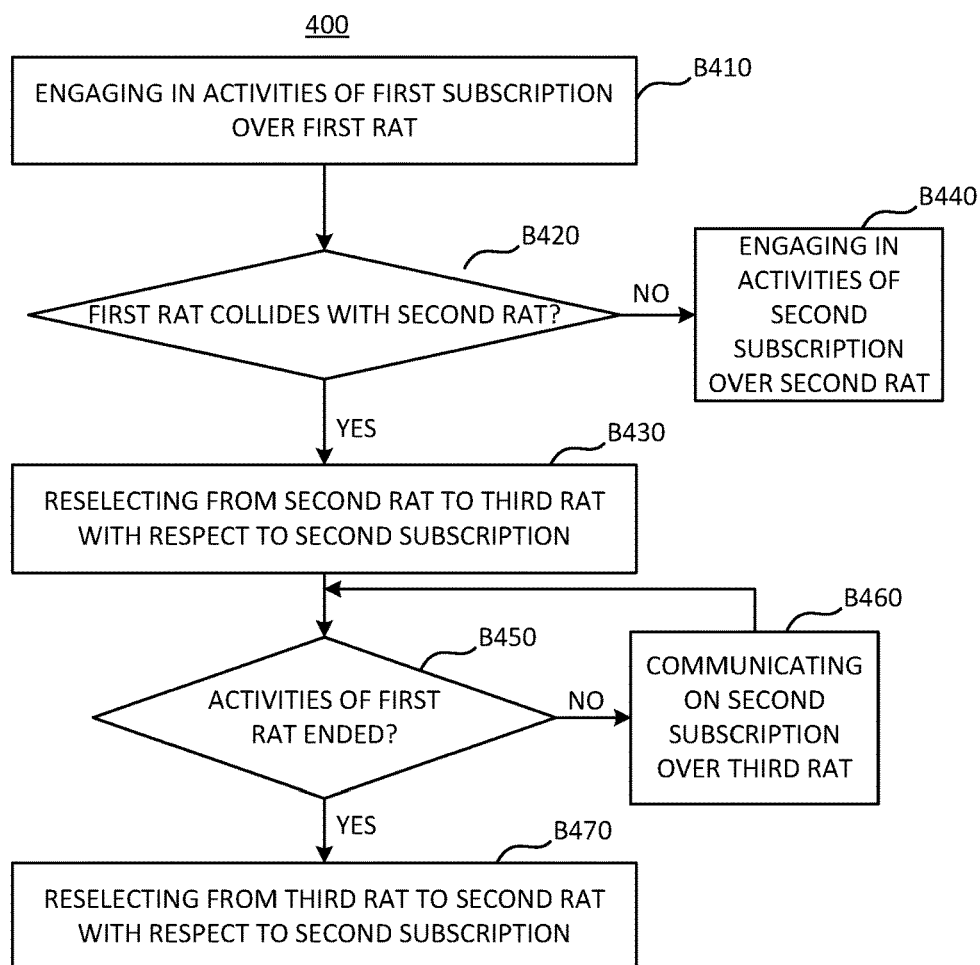 400
B410
ENGAGING IN ACTIVITIES OF FIRST SUBSCRIPTION
OVER FIRST RAT
B420
FIRST RAT COLLIDES WITH SECOND RAT?
NO
B440
ENGAGING IN
ACTIVITIES OF
SECOND
SUBSCRIPTION
OVER SECOND RAT
YES
B430
RESELECTING FROM SECOND RAT TO THIRD RAT
WITH RESPECT TO SECOND SUBSCRIPTION
B450
ACTIVITIES OF FIRST
RAT ENDED?
NO
B460
COMMUNICATING
ON SECOND
SUBSCRIPTION
OVER THIRD RAT
YES
B470
RESELECTING FROM THIRD RAT TO SECOND RAT
WITH RESPECT TO SECOND SUBSCRIPTION